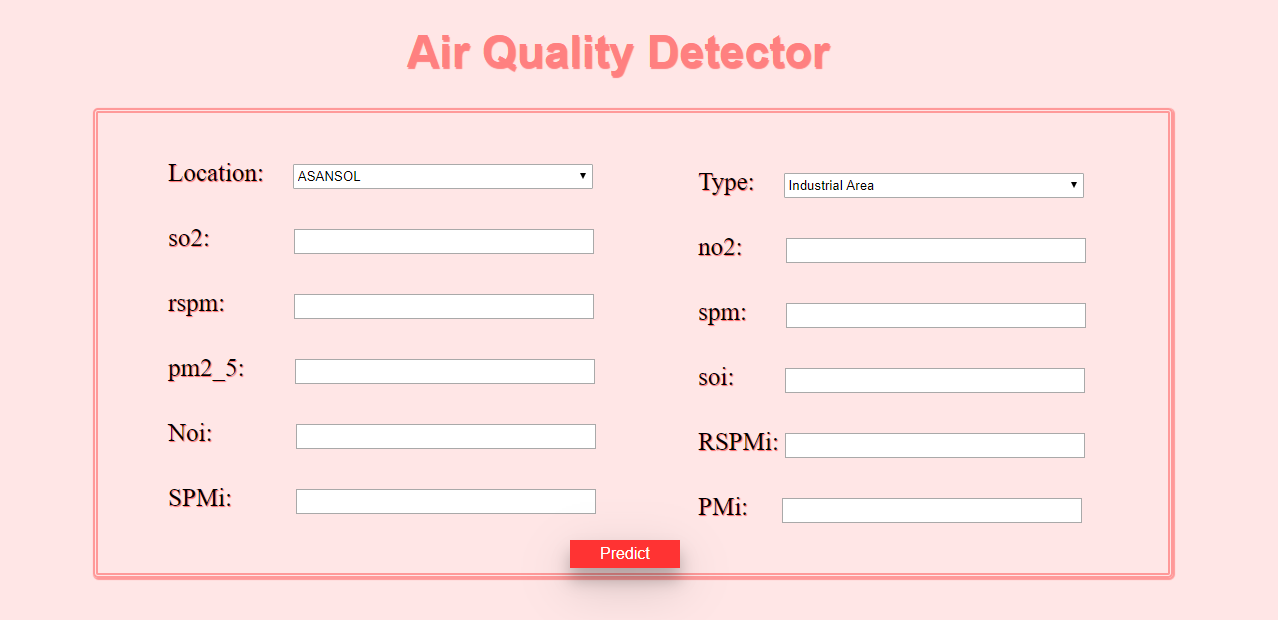 Air Quality Detector
Location: ASANSOL
Type: Industrial Area
so2:
no2:
rspm:
spm:
pm2_5:
soi:
Noi:
RSPMi:
SPMi:
PMi:
Predict